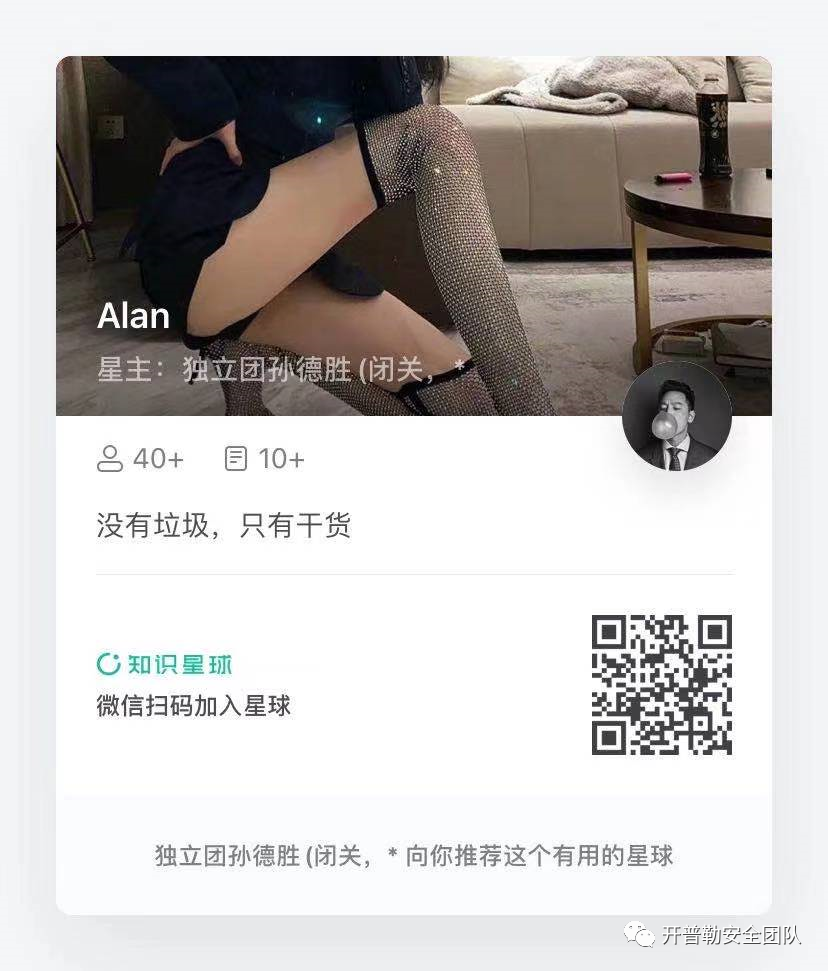 Alan
星主：独立团孙德胜 (闭关，*
40+ 10+
没有垃圾，只有干货
知识星球
微信扫码加入星球
独立团孙德胜 (闭关，* 向你推荐这个有用的星球
开普勒安全团队